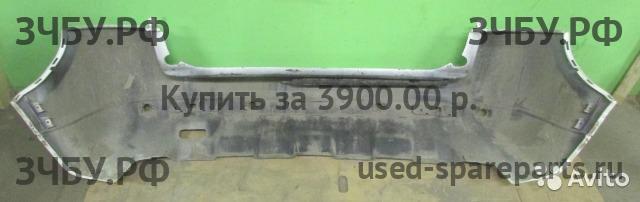 ЗЧБУ.РФ ЗЧБУ.РФ
Купить за 3900.00 р.
ЗЧБУ.РФ used-spareparts.ru
Avito